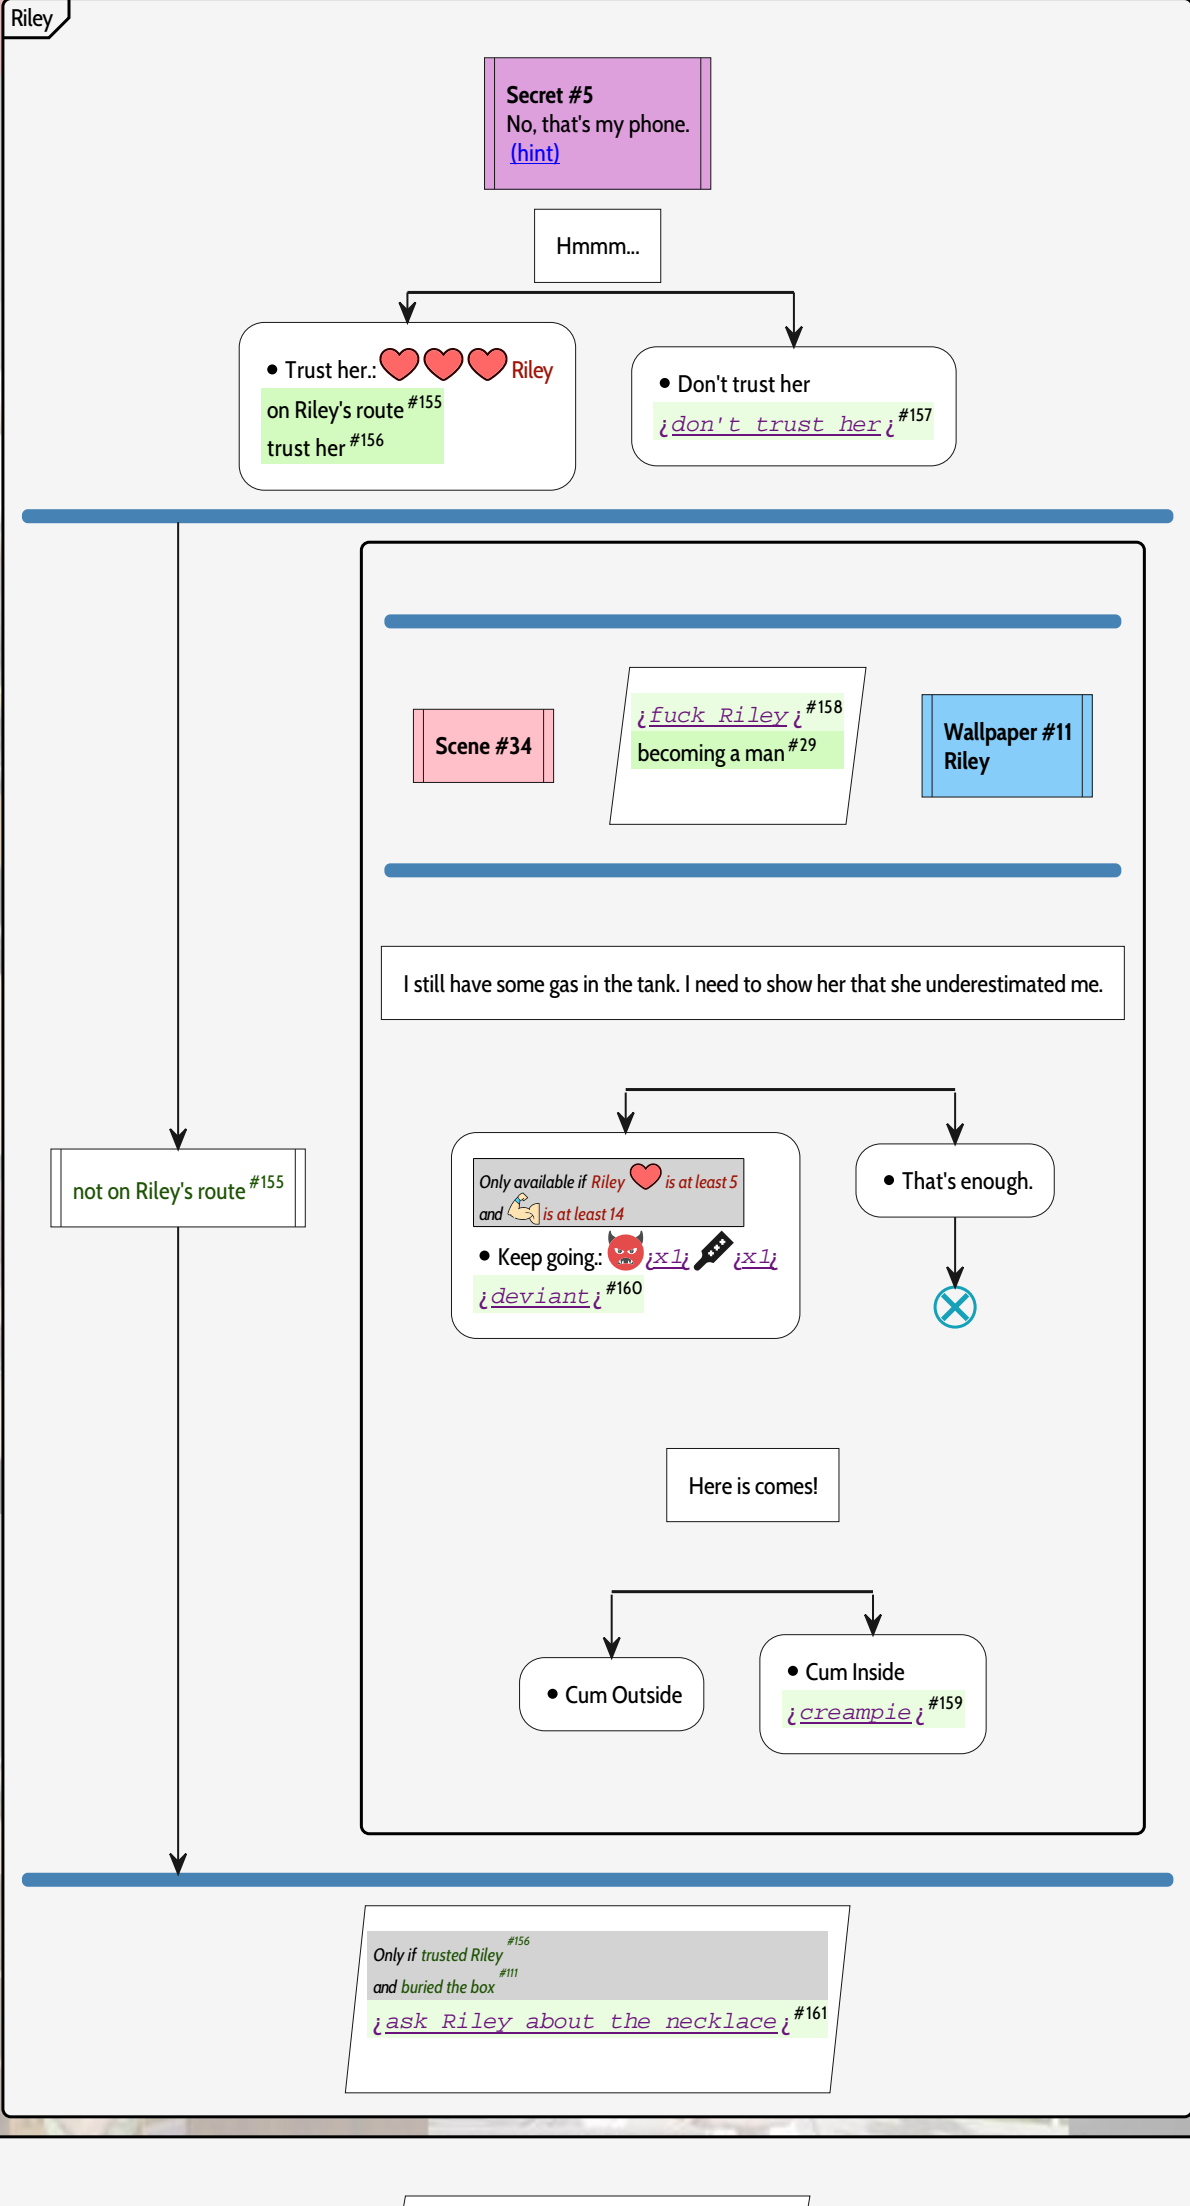 Riley
Secret #5
No, that's my phone.
(hint)
Hmmm...
• Trust her.: Riley
on Riley's route #155
trust her #156
• Don't trust her
¿don't trust her¿ #157
Scene #34
¿fuck Riley¿ #158
becoming a man #29
Wallpaper #11
Riley
I still have some gas in the tank. I need to show her that she underestimated me.
not on Riley's route #155
Only available if Riley is at least 5
and is at least 14
• Keep going.: ¿x1¿ ¿x1¿
¿deviant¿ #160
• That's enough.
Here is comes!
• Cum Outside
• Cum Inside
¿creampie¿ #159
Only if trusted Riley #156
and buried the box #111
¿ask Riley about the necklace¿ #161